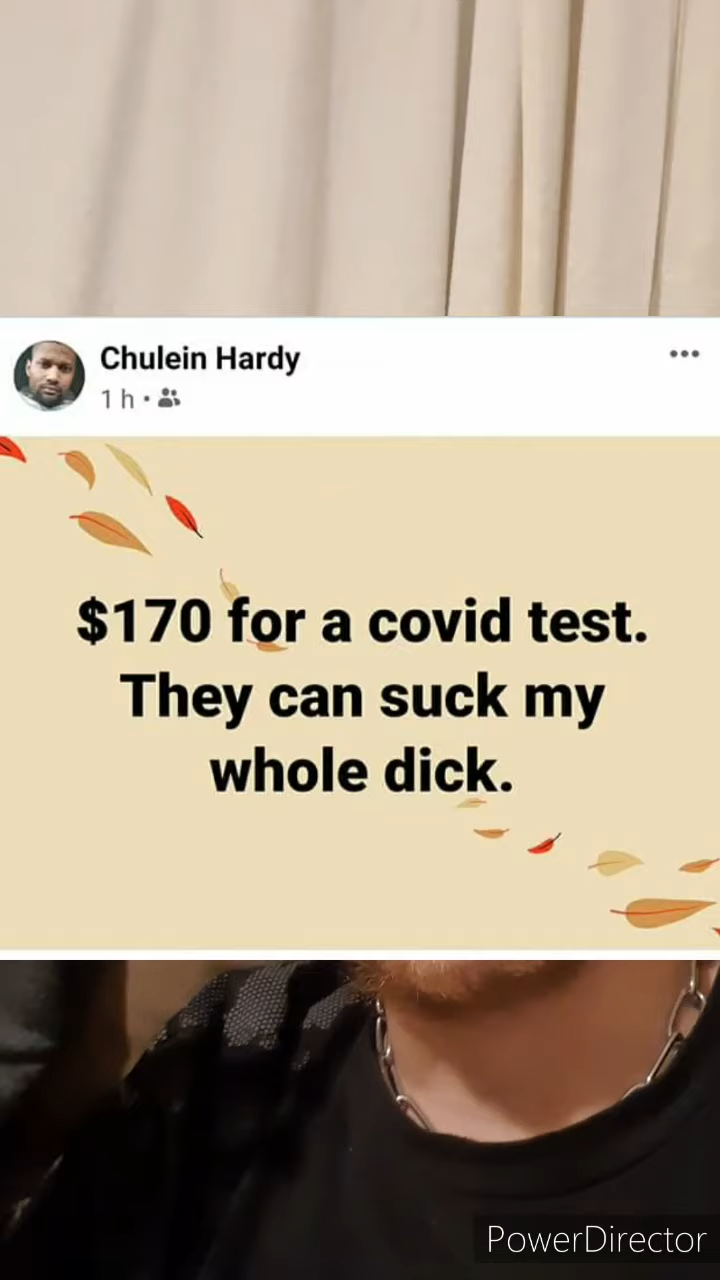 Chulein Hardy
1 h •
$170 for a covid test.
They can suck my
whole dick.
PowerDirector